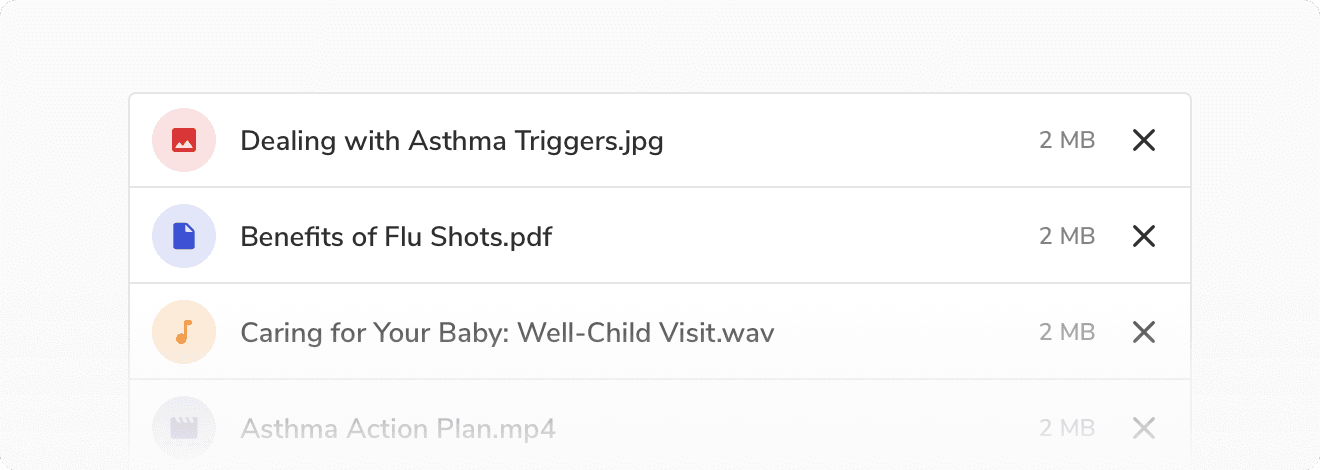 Dealing with Asthma Triggers.jpg 2 MB
Benefits of Flu Shots.pdf 2 MB
Caring for Your Baby: Well-Child Visit.wav 2 MB
Asthma Action Plan.mp4 2 MB